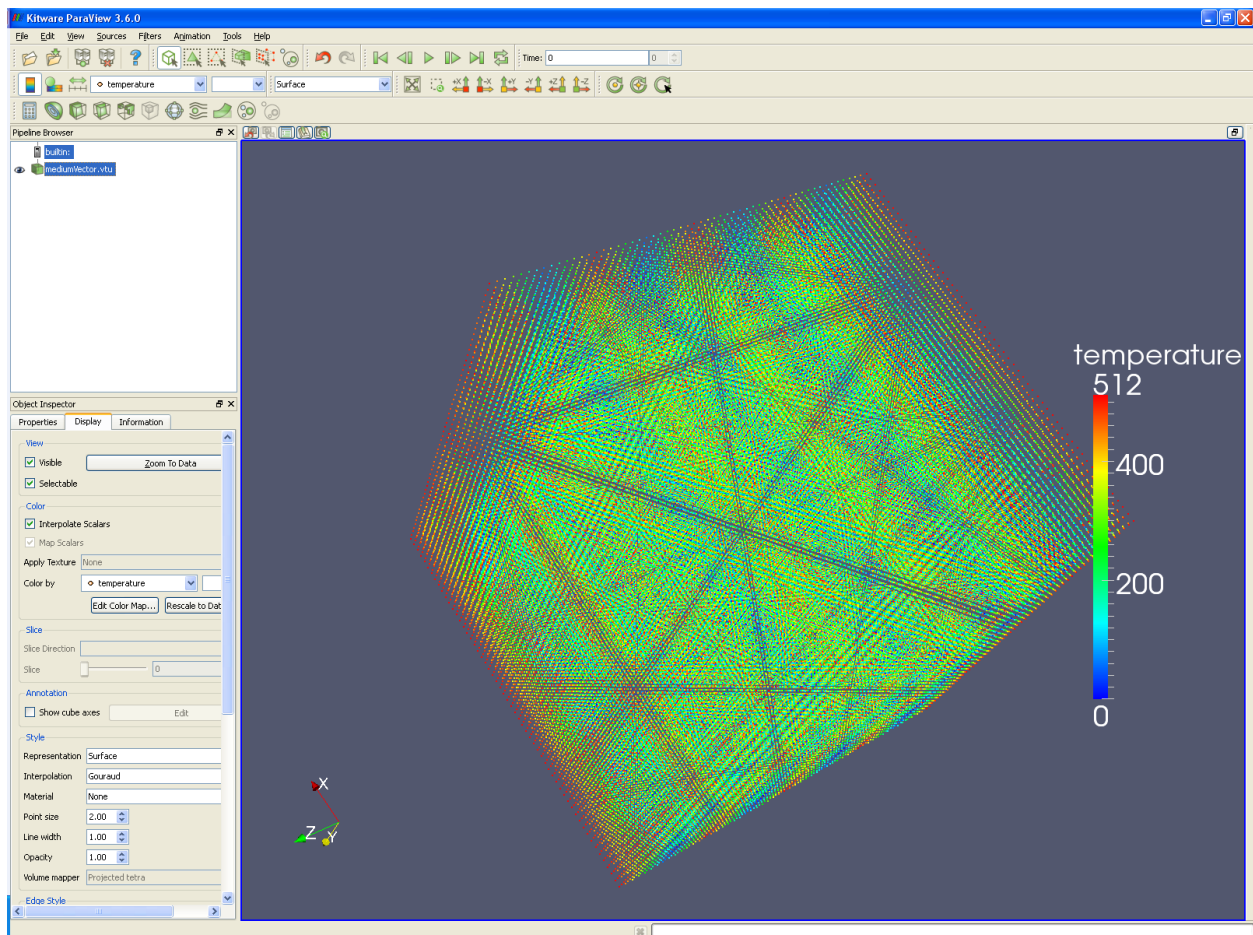 Kitware ParaView 3.6.0
File Edit View Sources Filters Animation Tools Help
Time: 0 0
temperature Surface
Pipeline Browser
builtin:
mediumVector.vtu
Object Inspector
Properties Display Information
View
Visible Zoom To Data
Selectable
Color
Interpolate Scalars
Map Scalars
Apply Texture None
Color by temperature
Edit Color Map... Rescale to Dat
Slice
Slice Direction
Slice 0
Annotation
Show cube axes Edit
Style
Representation Surface
Interpolation Gouraud
Material None
Point size 2.00
Line width 1.00
Opacity 1.00
Volume mapper Projected tetra
Edge Style
temperature
512
400
200
0
X
Z Y